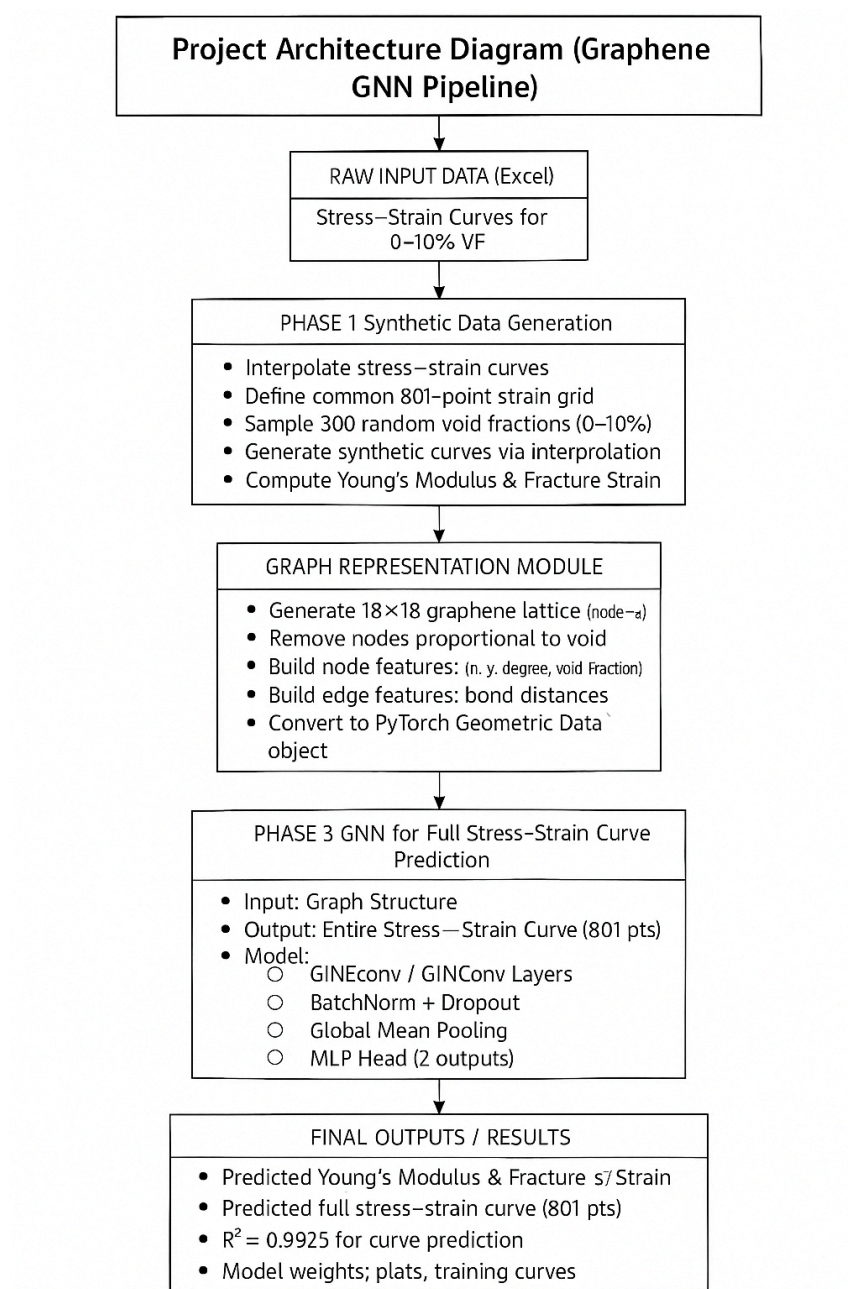 Project Architecture Diagram (Graphene
GNN Pipeline)
RAW INPUT DATA (Excel)
Stress–Strain Curves for
0–10% VF
PHASE 1 Synthetic Data Generation
• Interpolate stress–strain curves
• Define common 801-point strain grid
• Sample 300 random void fractions (0–10%)
• Generate synthetic curves via interprolation
• Compute Young's Modulus & Fracture Strain
GRAPH REPRESENTATION MODULE
• Generate 18×18 graphene lattice
• Remove nodes proportional to void
• Build node features: (n. y. degree, void Fraction)
• Build edge features: bond distances
• Convert to PyTorch Geometric Data
object
PHASE 3 GNN for Full Stress-Strain Curve
Prediction
• Input: Graph Structure
• Output: Entire Stress—Strain Curve (801 pts)
• Model:
○ GINEconv / GINConv Layers
○ BatchNorm + Dropout
○ Global Mean Pooling
○ MLP Head (2 outputs)
FINAL OUTPUTS / RESULTS
• Predicted Young's Modulus & Fracture Strain
• Predicted full stress–strain curve (801 pts)
• R² = 0.9925 for curve prediction
• Model weights; plats, training curves